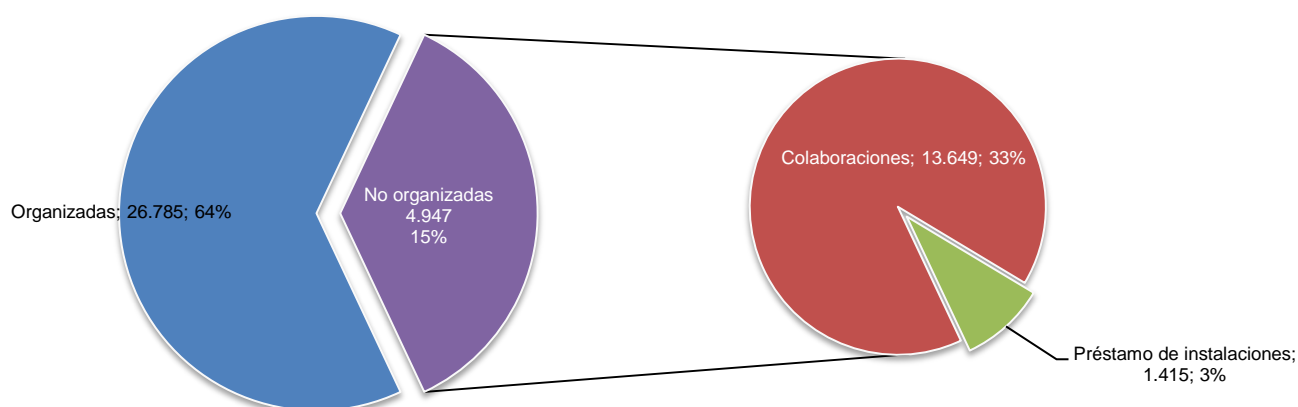 Organizadas; 26.785; 64%
No organizadas
4.947
15%
Colaboraciones; 13.649; 33%
Préstamo de instalaciones;
1.415; 3%